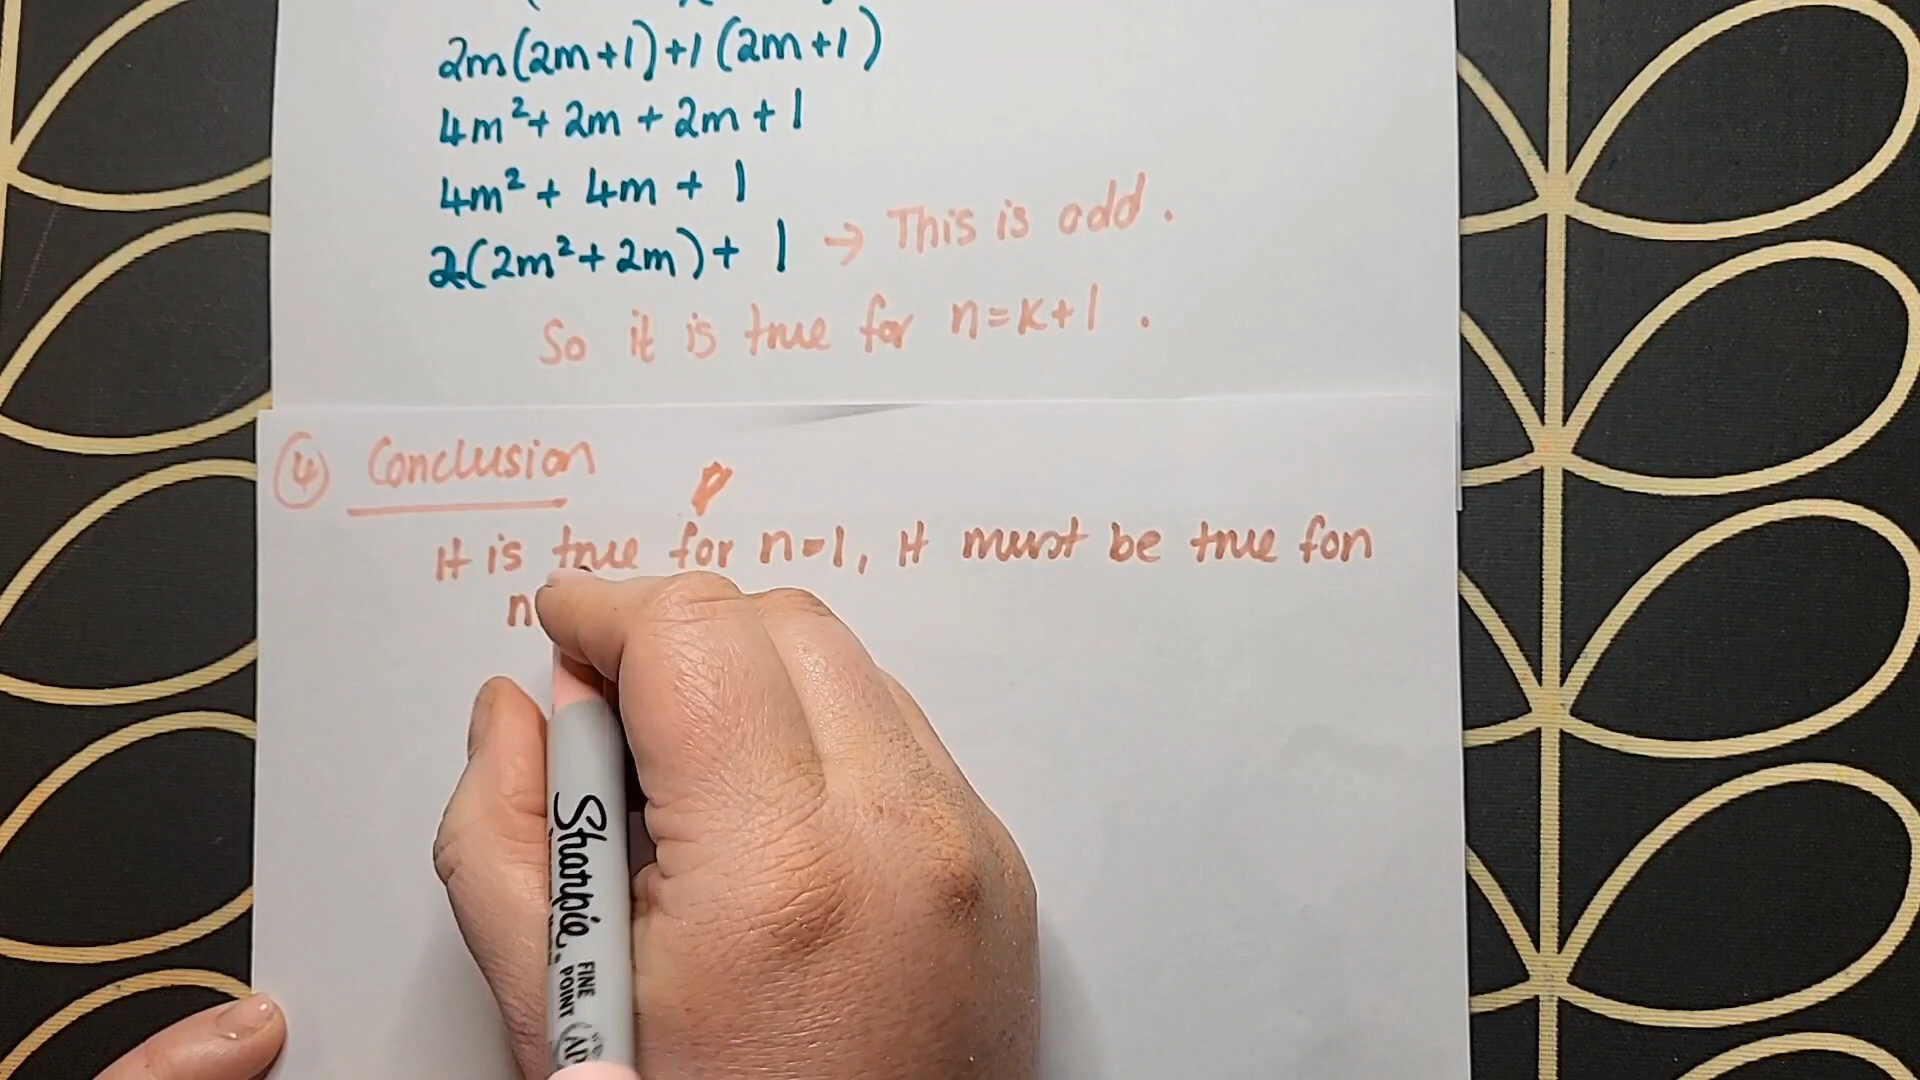 2m(2m+1)+1(2m+1)
4m²+ 2m + 2m + 1
4m² + 4m + 1
2(2m²+ 2m)+ 1 → This is odd.
So it is true for n=k+1.
④ Conclusion
It is true for n=1, it must be true for
n
Sharpie.
FINE
POINT